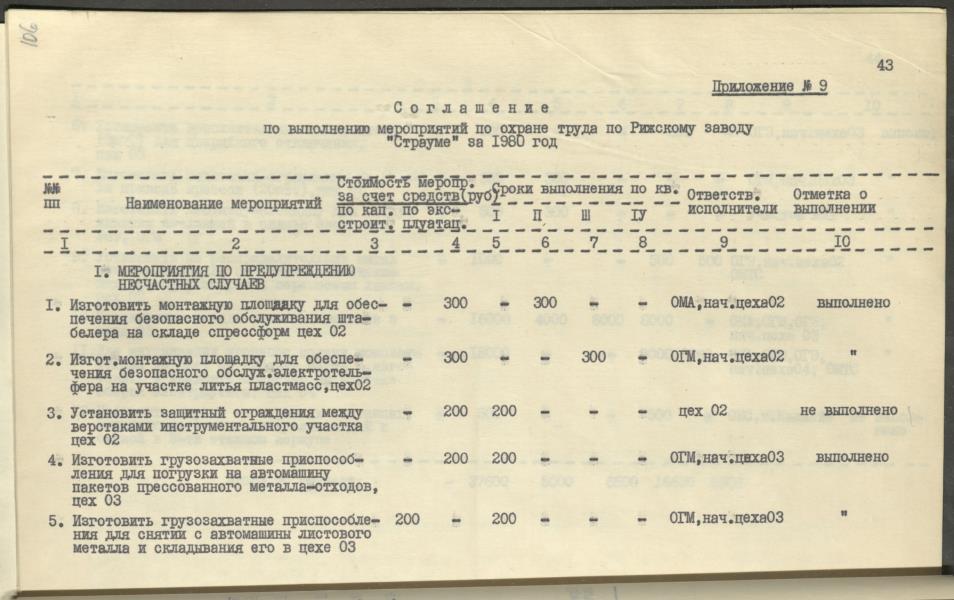 106
43
Приложение № 9
Соглашение
по выполнению мероприятий по охране труда по Рижскому заводу
"Страуме" за 1980 год
№№ пп Наименование мероприятий Стоимость меропр. за счет средств(руб) по кап. строит. по экс- плуатац. Сроки выполнения по кв. I П Ш IУ Ответств. исполнители Отметка о выполнении
I 2 3 4 5 6 7 8 9 IO
I. МЕРОПРИЯТИЯ ПО ПРЕДУПРЕЖДЕНИЮ
НЕСЧАСТНЫХ СЛУЧАЕВ
I. Изготовить монтажную площадку для обес- - 300 - 300 - - ОМА,нач.цеха02 выполнено
печения безопасного обслуживания шта-
белера на складе спрессформ цех 02
2. Изгот.монтажную площадку для обеспе- - 300 - - 300 - ОГМ,нач.цеха02 "
чения безопасного обслуж.электротель-
фера на участке литья пластмасс,цех02
3. Установить защитный ограждения между - 200 200 - - - цех 02 не выполнено
верстаками инструментального участка
цех 02
4. Изготовить грузозахватные приспособ- - 200 200 - - - ОГМ,нач.цеха03 выполнено
ления для погрузки на автомашину
пакетов прессованного металла-отходов,
цех 03
5. Изготовить грузозахватные приспособле- 200 - 200 - - - ОГМ,нач.цеха03 "
ния для снятии с автомашины листового
металла и складывания его в цехе 03